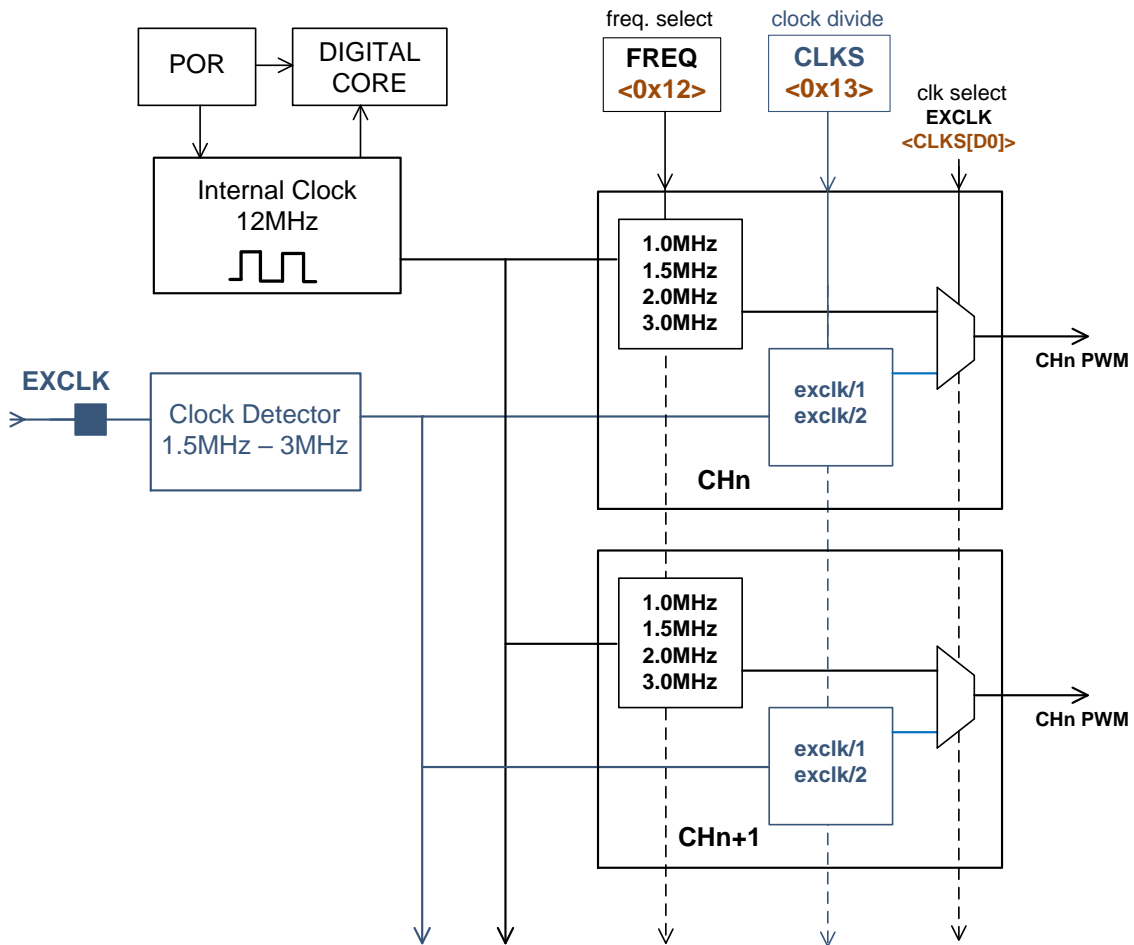 freq. select
clock divide
POR
DIGITAL
CORE
FREQ
<0x12>
CLKS
<0x13>
clk select
EXCLK
<CLKS[D0]>
Internal Clock
12MHz
1.0MHz
1.5MHz
2.0MHz
3.0MHz
CHn PWM
EXCLK
Clock Detector
1.5MHz – 3MHz
exclk/1
exclk/2
CHn
1.0MHz
1.5MHz
2.0MHz
3.0MHz
CHn PWM
exclk/1
exclk/2
CHn+1